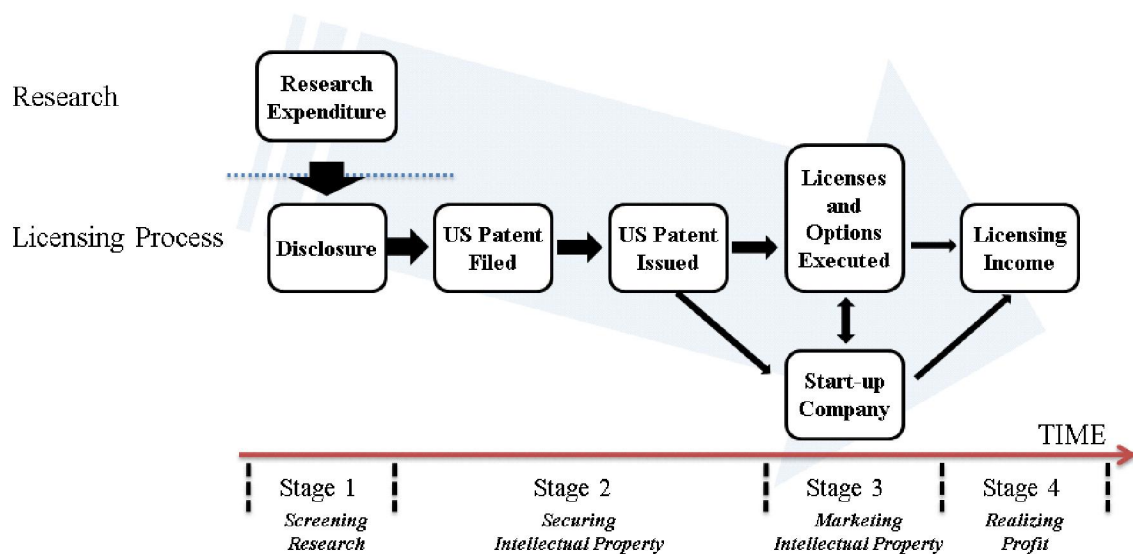 Research
Research
Expenditure
Licensing Process
Disclosure
US Patent
Filed
US Patent
Issued
Licenses
and
Options
Executed
Licensing
Income
Start-up
Company
TIME
Stage 1
Screening
Research
Stage 2
Securing
Intellectual Property
Stage 3
Marketing
Intellectual Property
Stage 4
Realizing
Profit